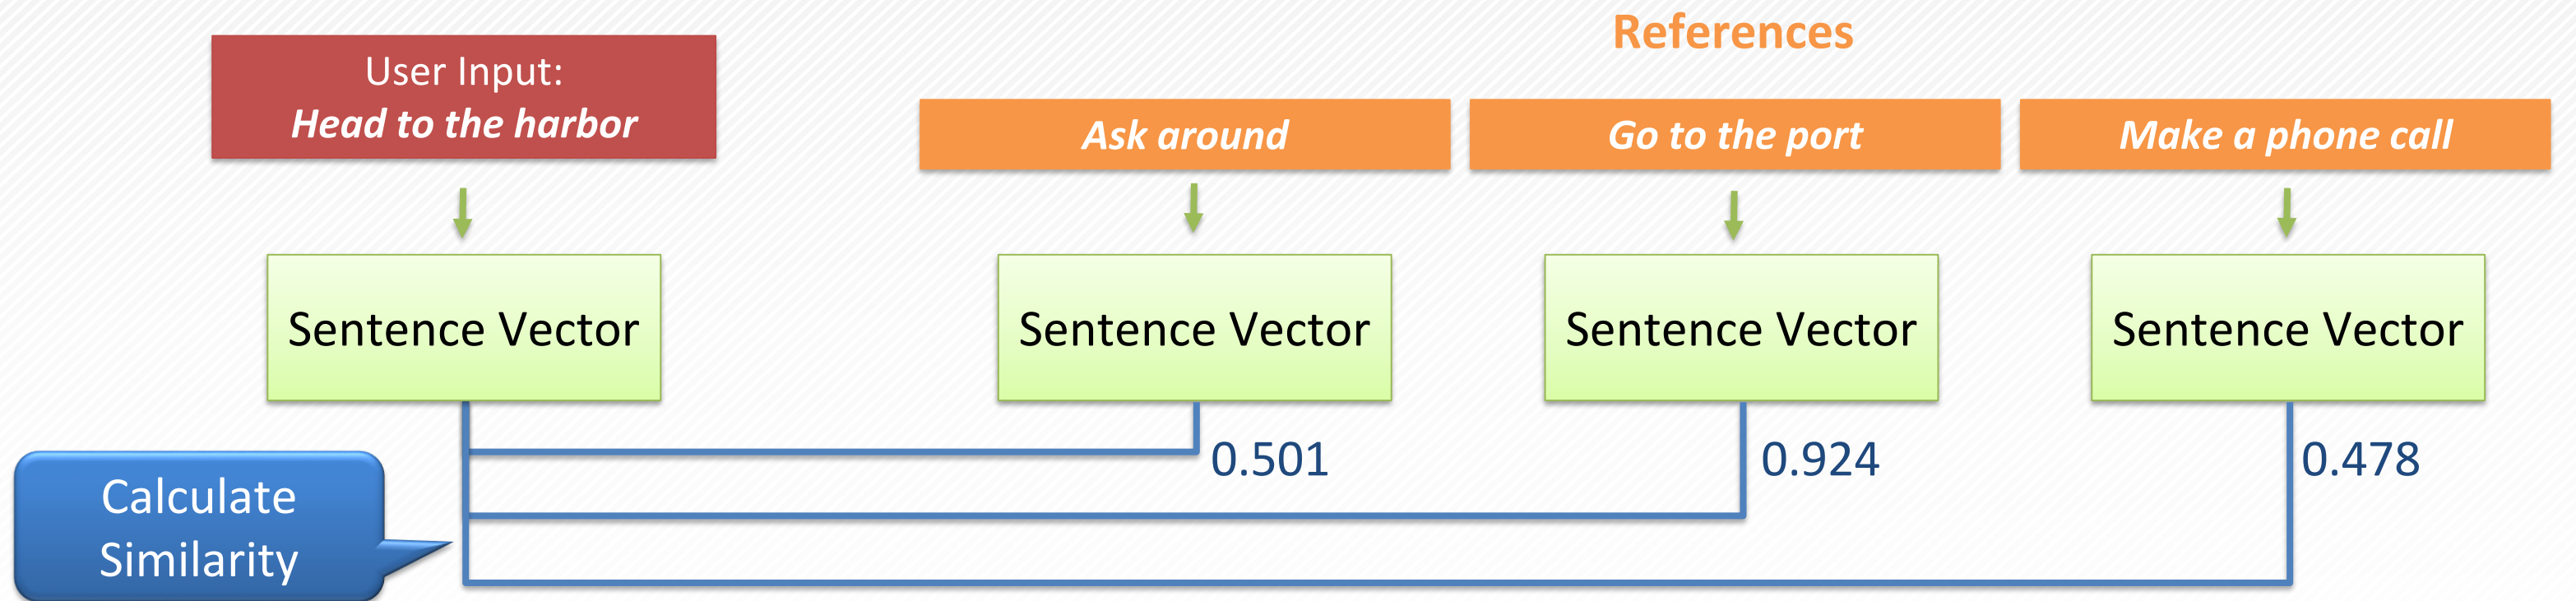 References
User Input:
Head to the harbor
Ask around
Go to the port
Make a phone call
Sentence Vector
Sentence Vector
Sentence Vector
Sentence Vector
0.501
0.924
0.478
Calculate
Similarity